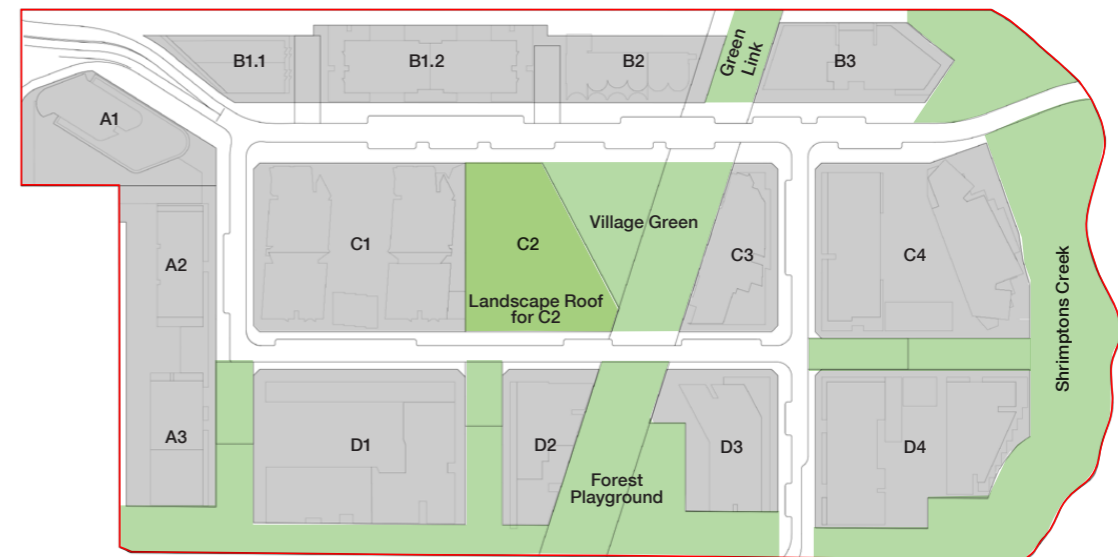 B1.1
B1.2
B2
Green
Link
B3
A1
C1
C2
Village Green
C3
C4
A2
Landscape Roof
for C2
Shrimptons Creek
A3
D1
D2
Forest
Playground
D3
D4